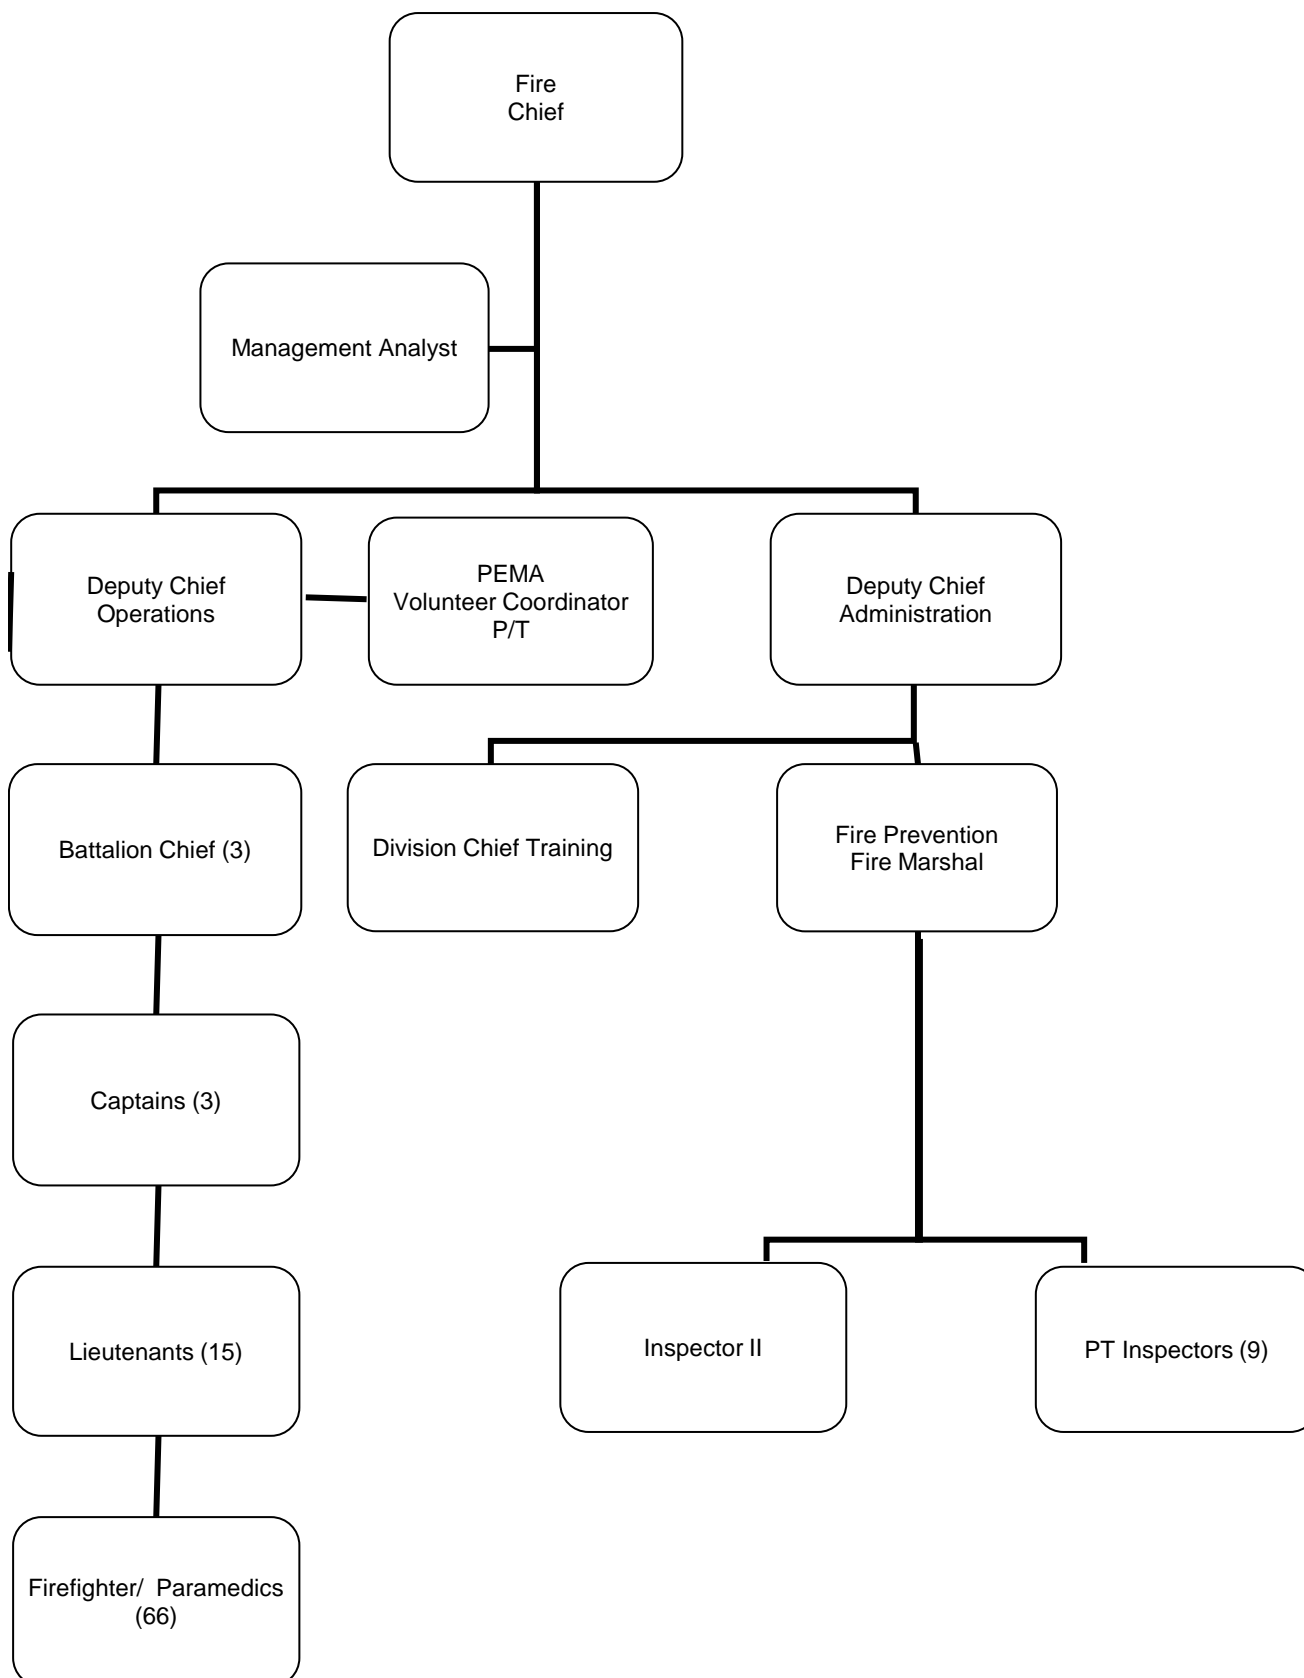 Fire
Chief
Management Analyst
Deputy Chief
Operations
PEMA
Volunteer Coordinator
P/T
Deputy Chief
Administration
Battalion Chief (3)
Division Chief Training
Fire Prevention
Fire Marshal
Captains (3)
Lieutenants (15)
Inspector II
PT Inspectors (9)
Firefighter/  Paramedics
(66)